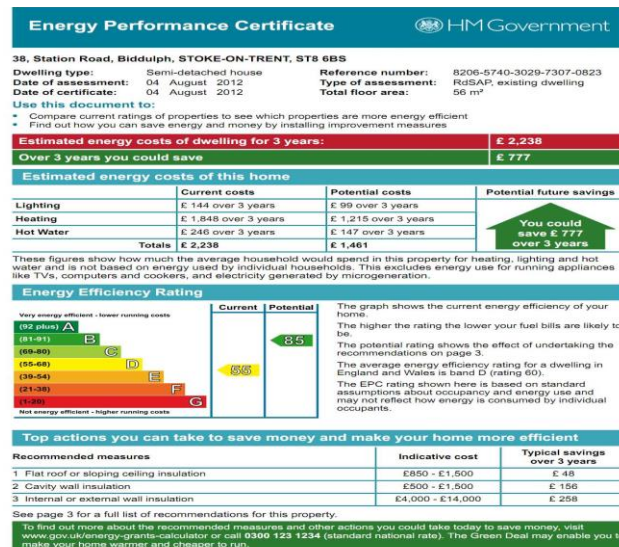 Energy Performance Certificate
HM Government
38, Station Road, Biddulph, STOKE-ON-TRENT, ST8 6BS
Dwelling type: Semi-detached house Reference number: 8206-5740-3029-7307-0823
Date of assessment: 04 August 2012 Type of assessment: RdSAP, existing dwelling
Date of certificate: 04 August 2012 Total floor area: 56 m²
Use this document to:
• Compare current ratings of properties to see which properties are more energy efficient
• Find out how you can save energy and money by installing improvement measures
Estimated energy costs of dwelling for 3 years: £ 2,238
Over 3 years you could save £ 777
Estimated energy costs of this home
Current costs Potential costs Potential future savings
Lighting £ 144 over 3 years £ 99 over 3 years
Heating £ 1,848 over 3 years £ 1,215 over 3 years
Hot Water £ 246 over 3 years £ 147 over 3 years
Totals £ 2,238 £ 1,461
You could
save £ 777
over 3 years
These figures show how much the average household would spend in this property for heating, lighting and hot
water and is not based on energy used by individual households. This excludes energy use for running appliances
like TVs, computers and cookers, and electricity generated by microgeneration.
Energy Efficiency Rating
Current Potential
Very energy efficient - lower running costs
(92 plus) A
(81-91) B
(69-80) C
(55-68) D
(39-54) E
(21-38) F
(1-20) G
Not energy efficient - higher running costs
55
85
The graph shows the current energy efficiency of your
home.
The higher the rating the lower your fuel bills are likely to
be.
The potential rating shows the effect of undertaking the
recommendations on page 3.
The average energy efficiency rating for a dwelling in
England and Wales is band D (rating 60).
The EPC rating shown here is based on standard
assumptions about occupancy and energy use and
may not reflect how energy is consumed by individual
occupants.
Top actions you can take to save money and make your home more efficient
Recommended measures Indicative cost Typical savings
over 3 years
1 Flat roof or sloping ceiling insulation £850 - £1,500 £ 48
2 Cavity wall insulation £500 - £1,500 £ 156
3 Internal or external wall insulation £4,000 - £14,000 £ 258
See page 3 for a full list of recommendations for this property.
To find out more about the recommended measures and other actions you could take today to save money, visit
www.gov.uk/energy-grants-calculator or call 0300 123 1234 (standard national rate). The Green Deal may enable you t
make your home warmer and cheaper to run.